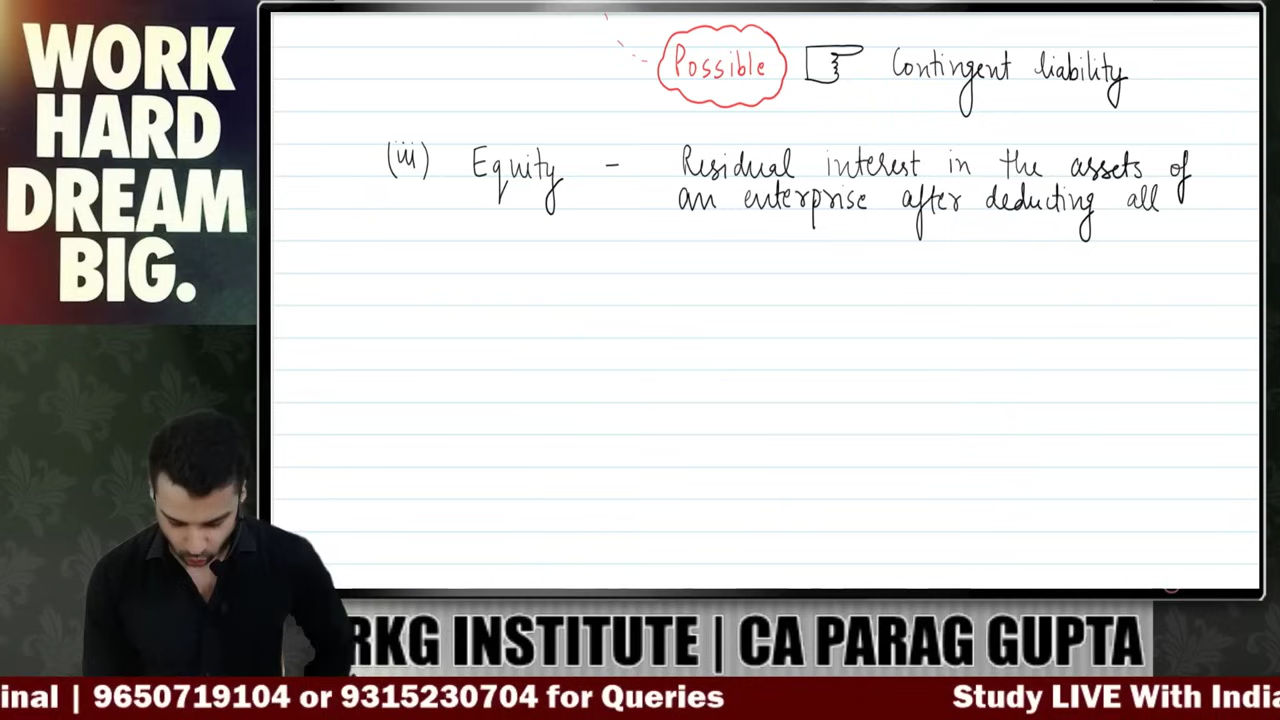 WORK
HARD
DREAM
BIG.
Possible Contingent liability
(iii) Equity - Residual interest in the assets of
an enterprise after deducting all
RKG INSTITUTE | CA PARAG GUPTA
inal | 9650719104 or 9315230704 for Queries Study LIVE With India